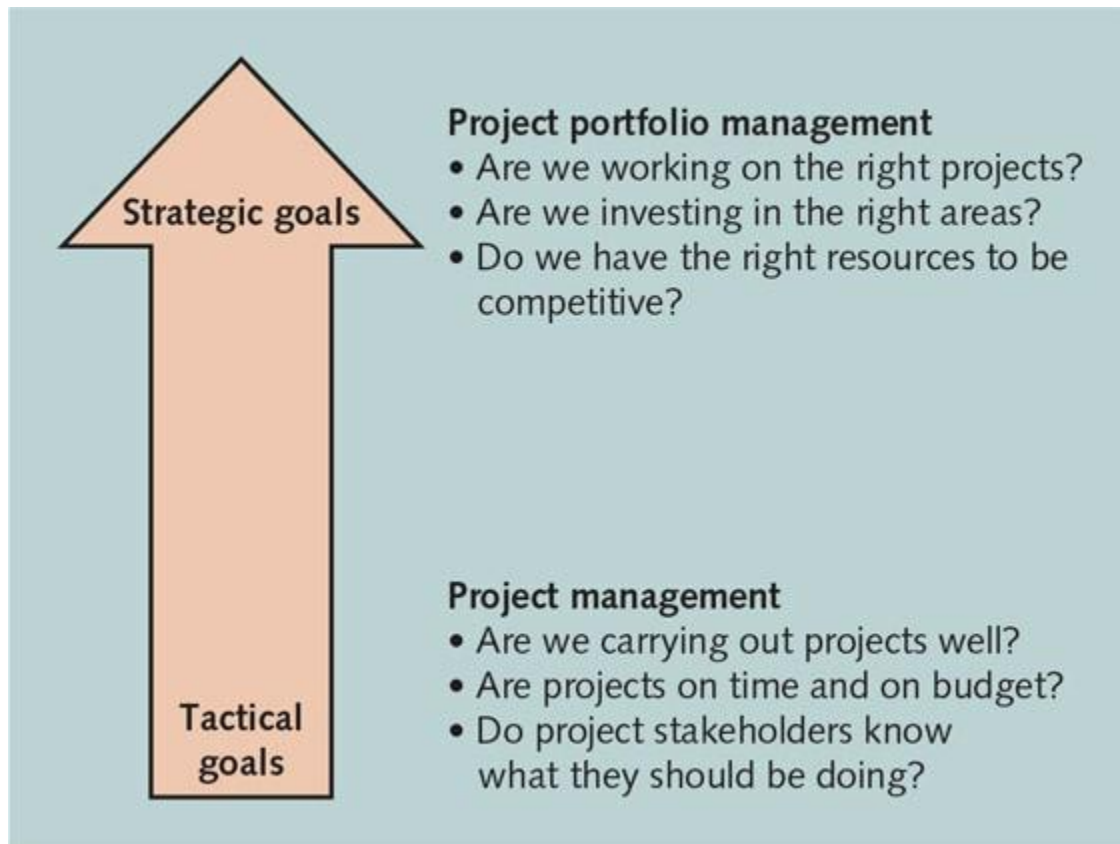 Strategic goals
Project portfolio management
• Are we working on the right projects?
• Are we investing in the right areas?
• Do we have the right resources to be
competitive?
Tactical
goals
Project management
• Are we carrying out projects well?
• Are projects on time and on budget?
• Do project stakeholders know
what they should be doing?